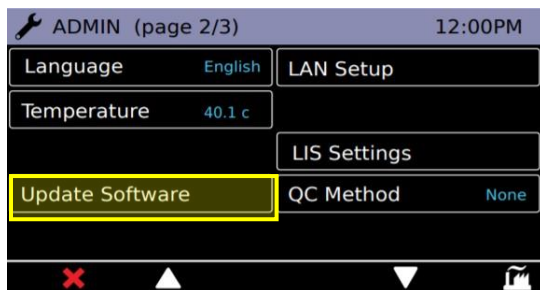 ADMIN (page 2/3) 12:00PM
Language English LAN Setup
Temperature 40.1 c
LIS Settings
Update Software QC Method None